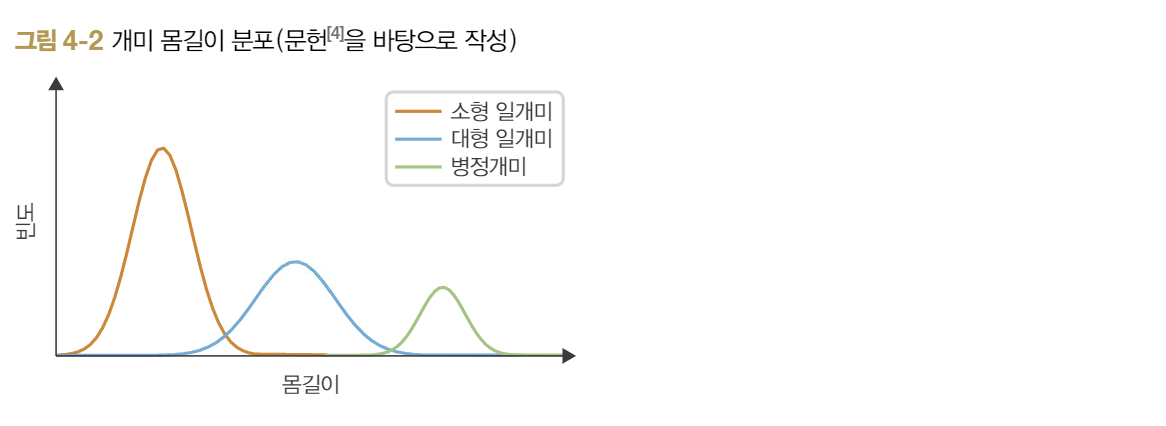 그림 4-2 개미 몸길이 분포(문헌[4]을 바탕으로 작성)
소형 일개미
대형 일개미
병정개미
빈도
몸길이